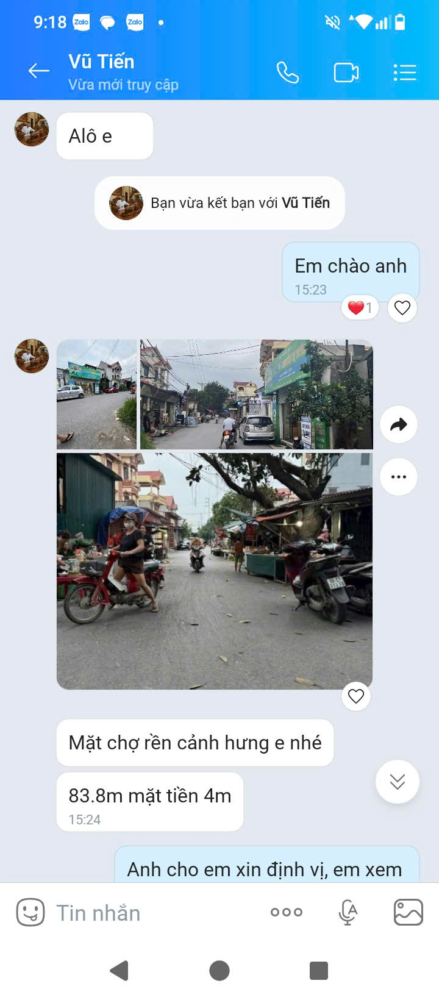 9:18 Zalo Zalo
Vũ Tiến
Vừa mới truy cập
Alô e
Bạn vừa kết bạn với Vũ Tiến
Em chào anh
15:23
1
Mặt chợ rền cảnh hưng e nhé
83.8m mặt tiền 4m
15:24
Anh cho em xin định vị, em xem
Tin nhắn